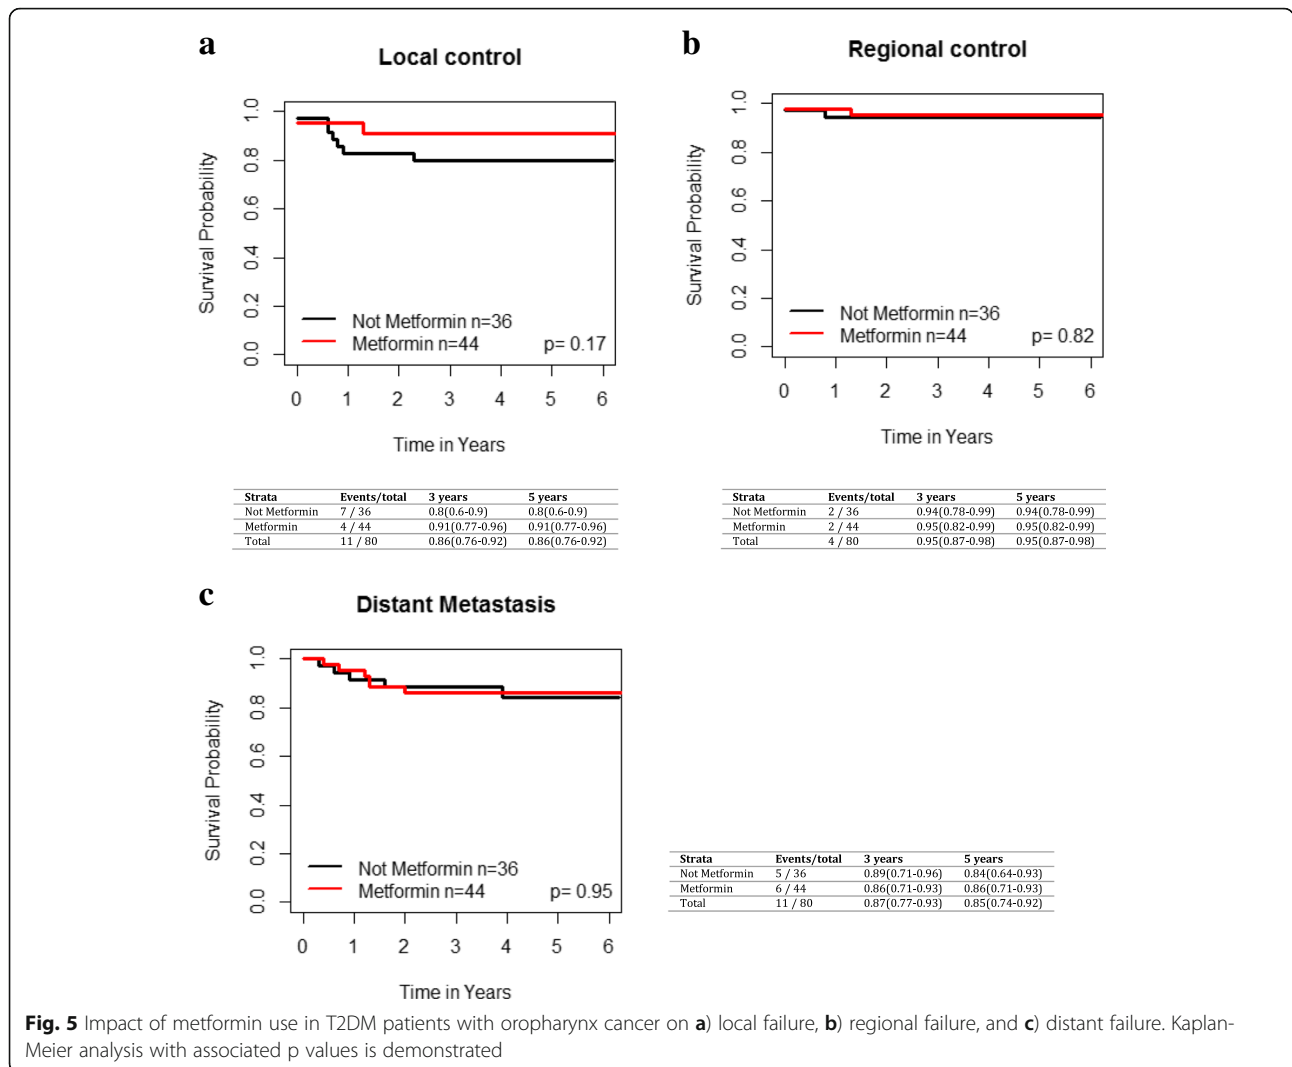 a
Local control
Survival Probability
0.0 0.2 0.4 0.6 0.8 1.0
Not Metformin n=36
Metformin n=44
p= 0.17
0 1 2 3 4 5 6
Time in Years
Strata Events/total 3 years 5 years
Not Metformin 7 / 36 0.8(0.6-0.9) 0.8(0.6-0.9)
Metformin 4 / 44 0.91(0.77-0.96) 0.91(0.77-0.96)
Total 11 / 80 0.86(0.76-0.92) 0.86(0.76-0.92)
b
Regional control
Survival Probability
0.0 0.2 0.4 0.6 0.8 1.0
Not Metformin n=36
Metformin n=44
p= 0.82
0 1 2 3 4 5 6
Time in Years
Strata Events/total 3 years 5 years
Not Metformin 2 / 36 0.94(0.78-0.99) 0.94(0.78-0.99)
Metformin 2 / 44 0.95(0.82-0.99) 0.95(0.82-0.99)
Total 4 / 80 0.95(0.87-0.98) 0.95(0.87-0.98)
c
Distant Metastasis
Survival Probability
0.0 0.2 0.4 0.6 0.8 1.0
Not Metformin n=36
Metformin n=44
p= 0.95
0 1 2 3 4 5 6
Time in Years
Strata Events/total 3 years 5 years
Not Metformin 5 / 36 0.89(0.71-0.96) 0.84(0.64-0.93)
Metformin 6 / 44 0.86(0.71-0.93) 0.86(0.71-0.93)
Total 11 / 80 0.87(0.77-0.93) 0.85(0.74-0.92)
Fig. 5 Impact of metformin use in T2DM patients with oropharynx cancer on a) local failure, b) regional failure, and c) distant failure. Kaplan-
Meier analysis with associated p values is demonstrated